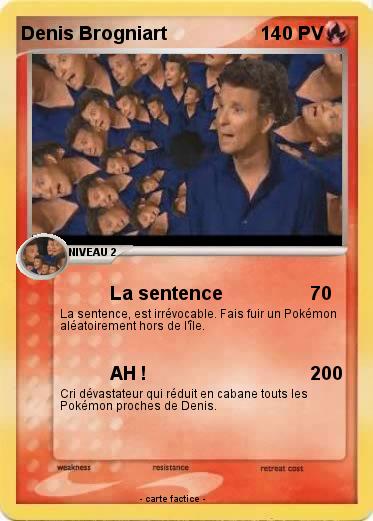 Denis Brogniart 140 PV
NIVEAU 2
La sentence 70
La sentence, est irrévocable. Fais fuir un Pokémon
aléatoirement hors de l'île.
AH ! 200
Cri dévastateur qui réduit en cabane touts les
Pokémon proches de Denis.
weakness resistance retreat cost
- carte factice -